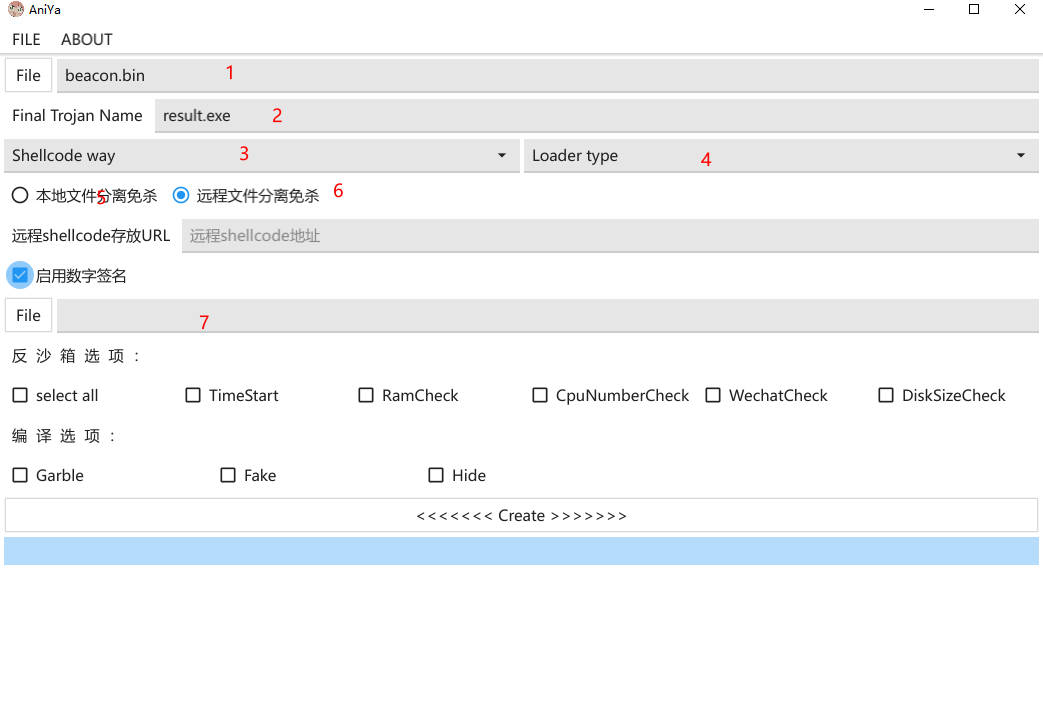 AniYa
FILE ABOUT
File beacon.bin 1
Final Trojan Name result.exe 2
Shellcode way 3 Loader type 4
本地文件分离免杀 5 远程文件分离免杀 6
远程shellcode存放URL 远程shellcode地址
启用数字签名
File 7
反 沙 箱 选 项 ：
select all TimeStart RamCheck CpuNumberCheck WechatCheck DiskSizeCheck
编 译 选 项 ：
Garble Fake Hide
<<<<<<< Create >>>>>>>